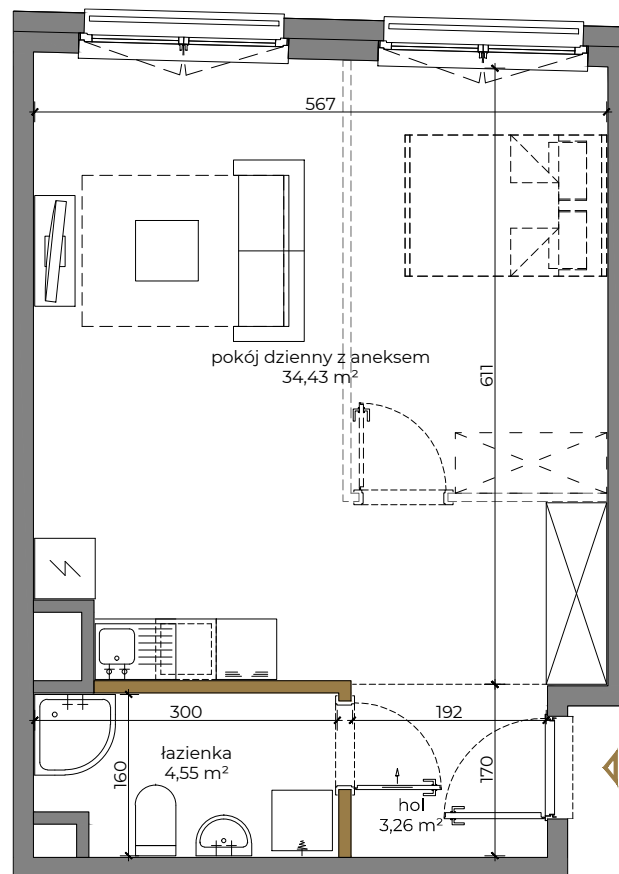 567
pokój dzienny z aneksem
34,43 m²
611
300
192
łazienka
4,55 m²
160
170
hol
3,26 m²